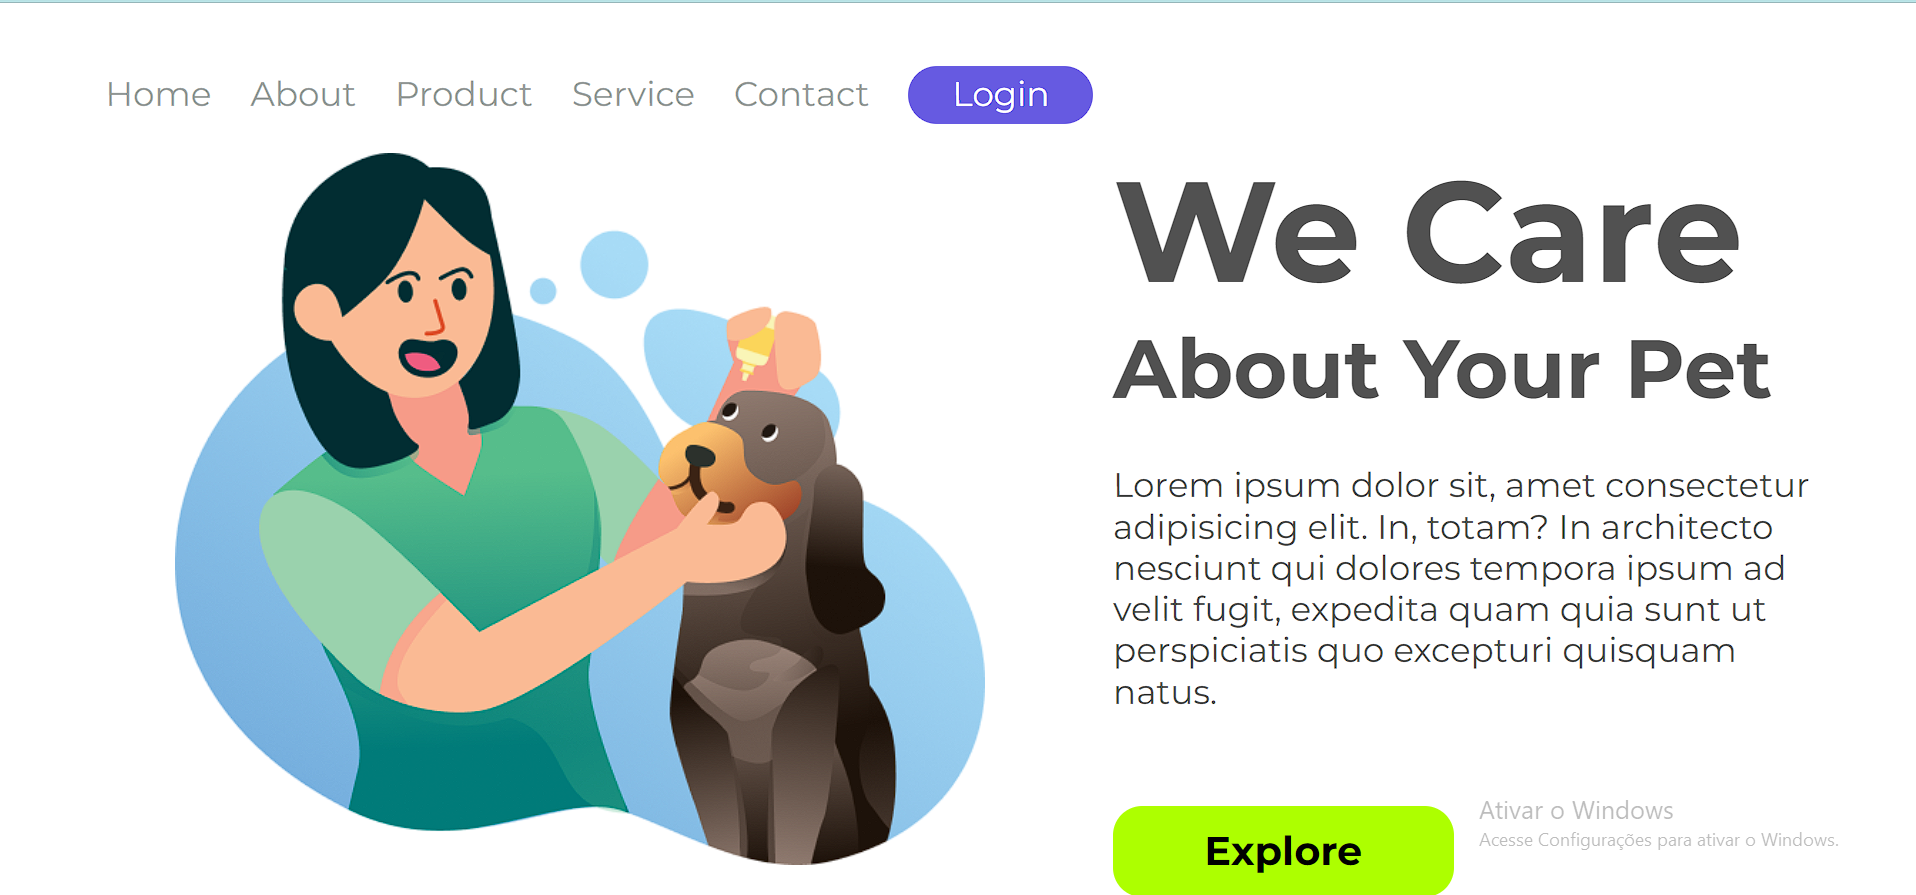 Home About Product Service Contact Login
We Care
About Your Pet
Lorem ipsum dolor sit, amet consectetur
adipisicing elit. In, totam? In architecto
nesciunt qui dolores tempora ipsum ad
velit fugit, expedita quam quia sunt ut
perspiciatis quo excepturi quisquam
natus.
Explore
Ativar o Windows
Acesse Configurações para ativar o Windows.